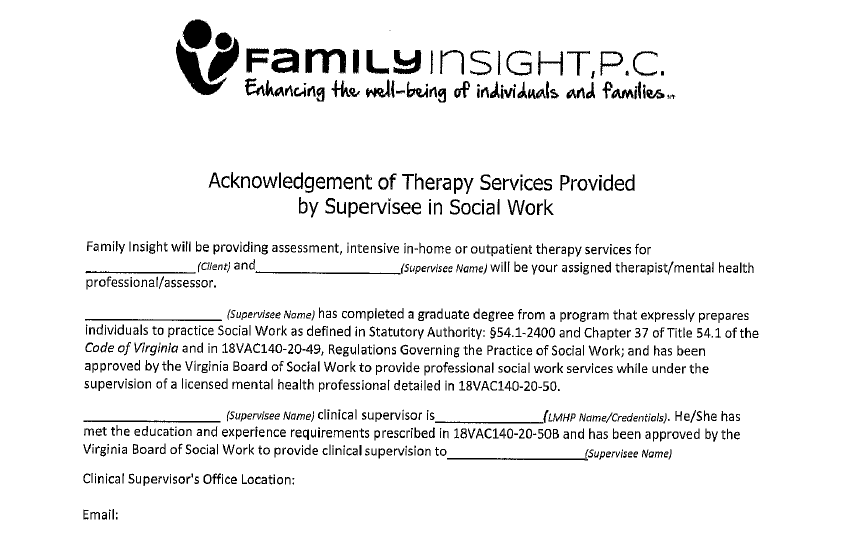 FAMILY INSIGHT, P.C.
Enhancing the well-being of individuals and families.
Acknowledgement of Therapy Services Provided
by Supervisee in Social Work
Family Insight will be providing assessment, intensive in-home or outpatient therapy services for
________________(Client) and____________________(Supervisee Name) will be your assigned therapist/mental health
professional/assessor.
____________________ (Supervisee Name) has completed a graduate degree from a program that expressly prepares
individuals to practice Social Work as defined in Statutory Authority: §54.1-2400 and Chapter 37 of Title 54.1 of the
Code of Virginia and in 18VAC140-20-49, Regulations Governing the Practice of Social Work; and has been
approved by the Virginia Board of Social Work to provide professional social work services while under the
supervision of a licensed mental health professional detailed in 18VAC140-20-50.
____________________ (Supervisee Name) clinical supervisor is________________(LMHP Name/Credentials). He/She has
met the education and experience requirements prescribed in 18VAC140-20-50B and has been approved by the
Virginia Board of Social Work to provide clinical supervision to____________________(Supervisee Name)
Clinical Supervisor's Office Location:
Email: